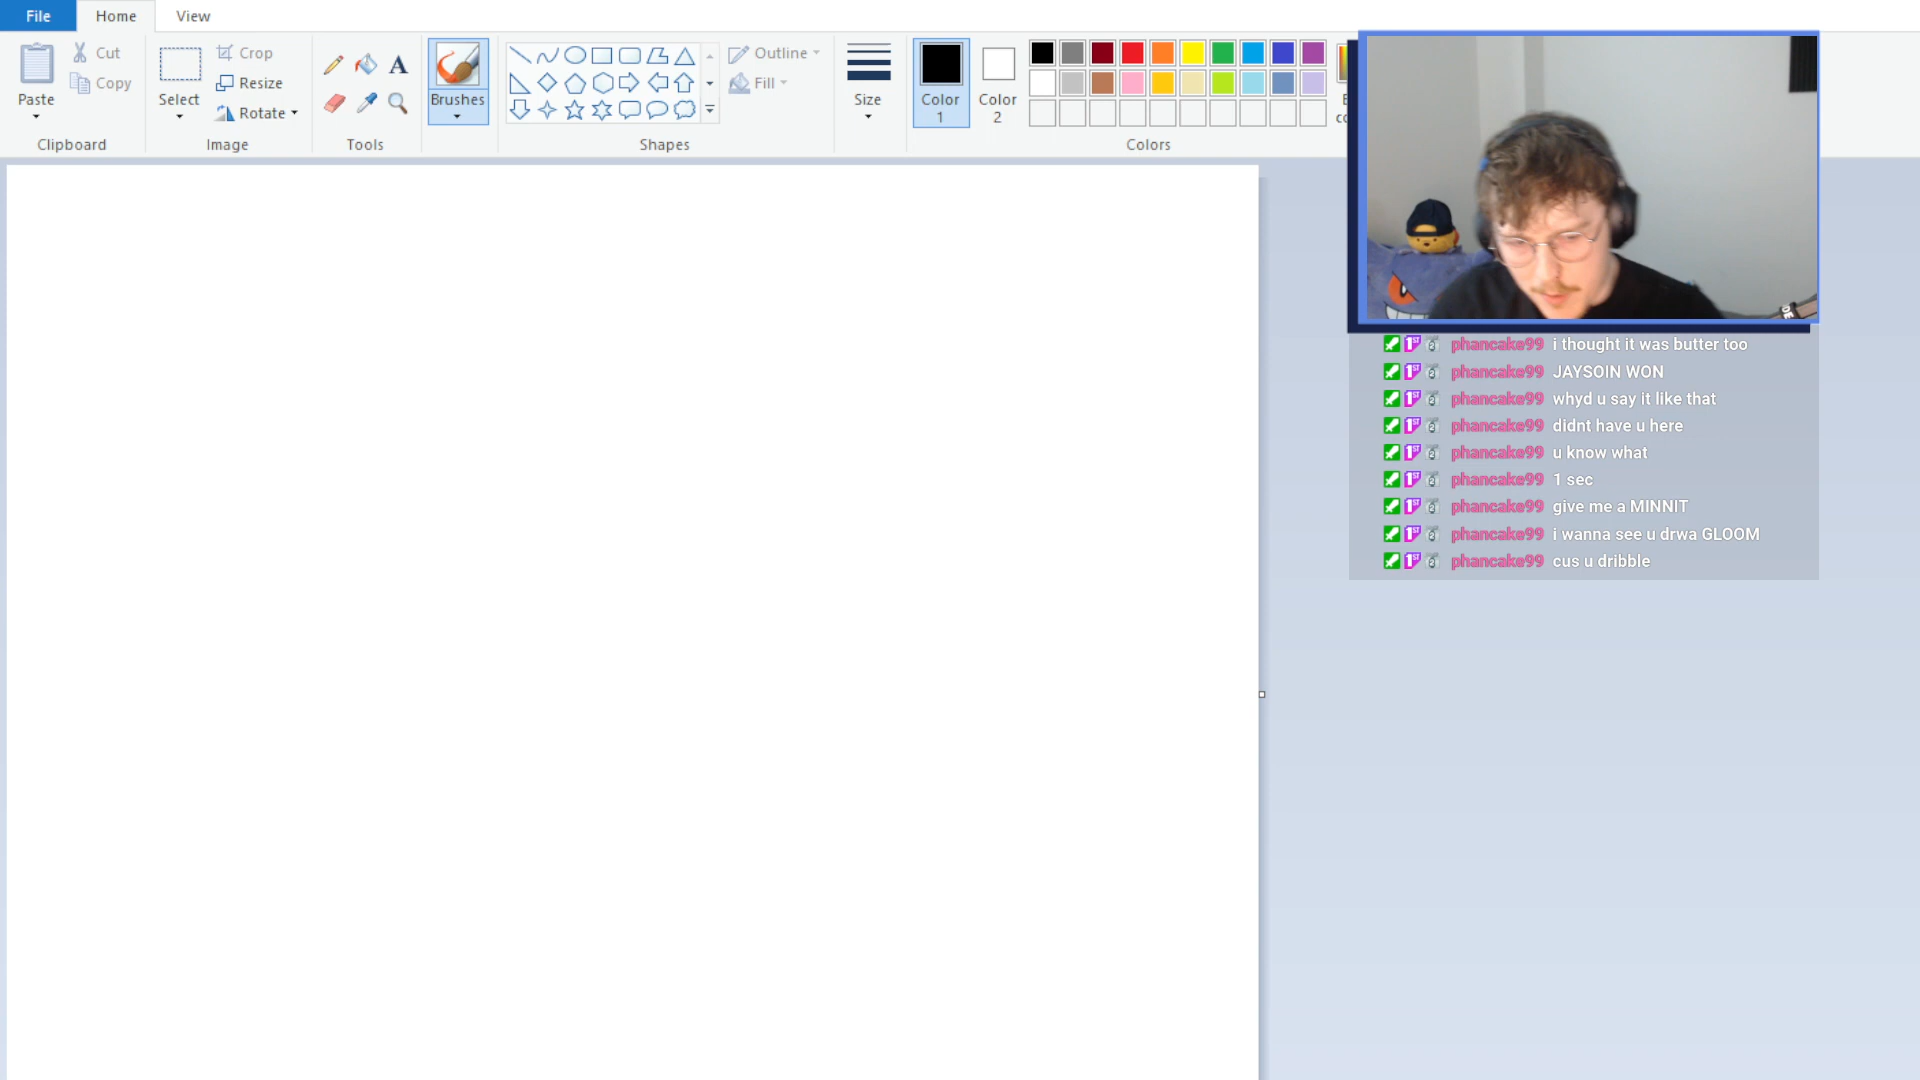 File Home View
Paste
Cut
Copy
Clipboard
Select
Crop
Resize
Rotate
Image
A
Tools
Brushes
Outline
Fill
Shapes
Size
Color 1
Color 2
Colors
phancake99 i thought it was butter too
phancake99 JAYSOIN WON
phancake99 whyd u say it like that
phancake99 didnt have u here
phancake99 u know what
phancake99 1 sec
phancake99 give me a MINNIT
phancake99 i wanna see u drwa GLOOM
phancake99 cus u dribble